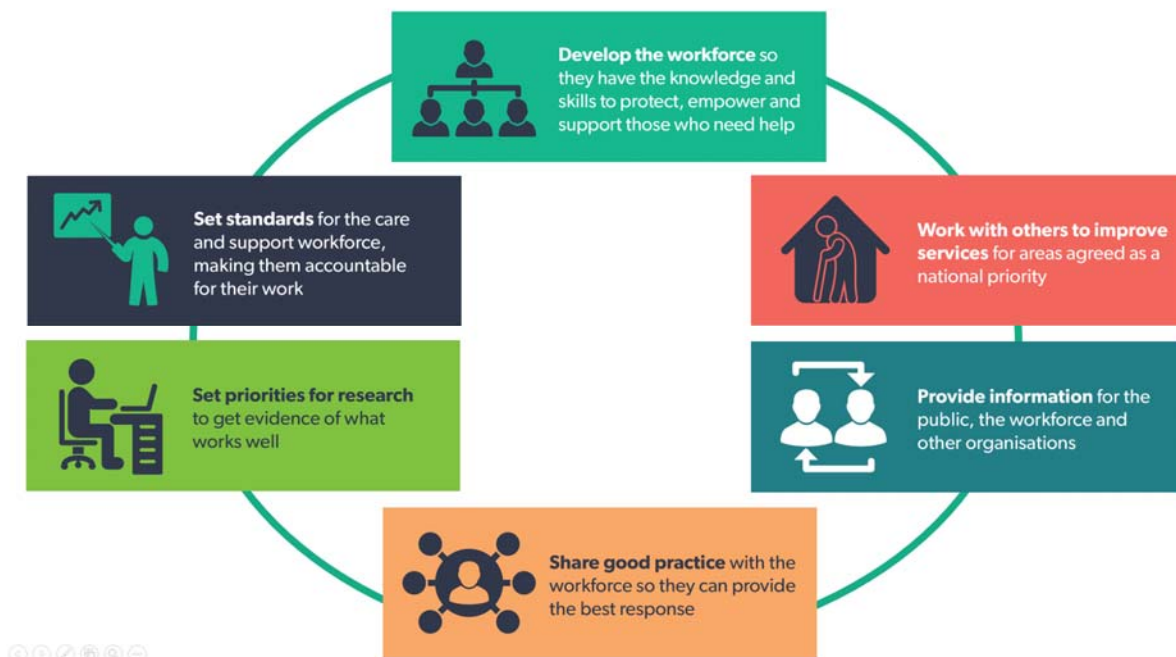 Develop the workforce so
they have the knowledge and
skills to protect, empower and
support those who need help
Set standards for the care
and support workforce,
making them accountable
for their work
Work with others to improve
services for areas agreed as a
national priority
Set priorities for research
to get evidence of what
works well
Provide information for the
public, the workforce and
other organisations
Share good practice with the
workforce so they can provide
the best response